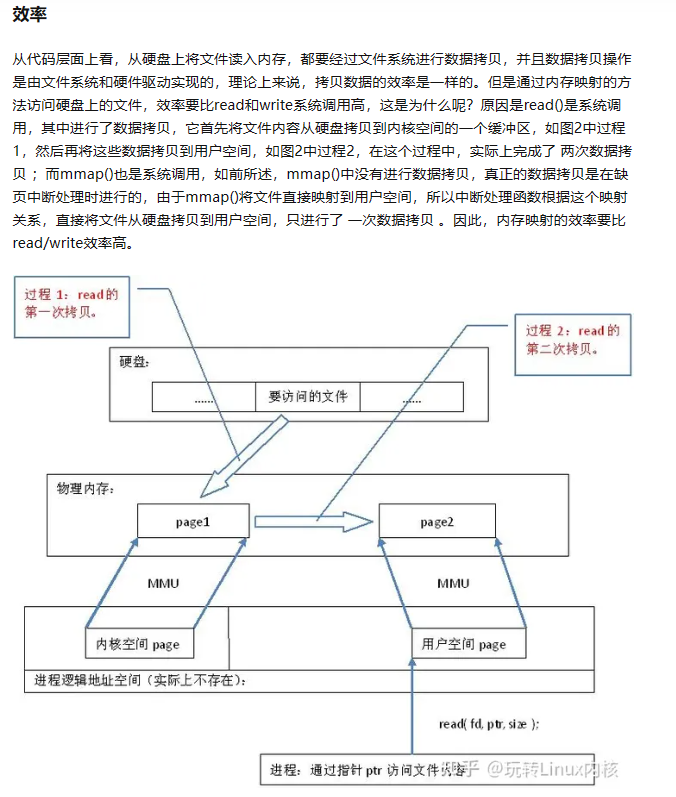 效率
从代码层面上看，从硬盘上将文件读入内存，都要经过文件系统进行数据拷贝，并且数据拷贝操作
是由文件系统和硬件驱动实现的，理论上来说，拷贝数据的效率是一样的。但是通过内存映射的方
法访问硬盘上的文件，效率要比read和write系统调用高，这是为什么呢？原因是read()是系统调
用，其中进行了数据拷贝，它首先将文件内容从硬盘拷贝到内核空间的一个缓冲区，如图2中过程
1，然后再将这些数据拷贝到用户空间，如图2中过程2，在这个过程中，实际上完成了 两次数据拷
贝 ；而mmap()也是系统调用，如前所述，mmap()中没有进行数据拷贝，真正的数据拷贝是在缺
页中断处理时进行的，由于mmap()将文件直接映射到用户空间，所以中断处理函数根据这个映射
关系，直接将文件从硬盘拷贝到用户空间，只进行了 一次数据拷贝 。因此，内存映射的效率要比
read/write效率高。
过程 1：read 的
第一次拷贝。
过程 2：read 的
第二次拷贝。
硬盘：
......
要访问的文件
......
物理内存：
page1
page2
MMU
MMU
内核空间 page
用户空间 page
进程逻辑地址空间（实际上不存在）：
read( fd, ptr, size );
进程：通过指针 ptr 访问文件内容
知乎 @玩转Linux内核